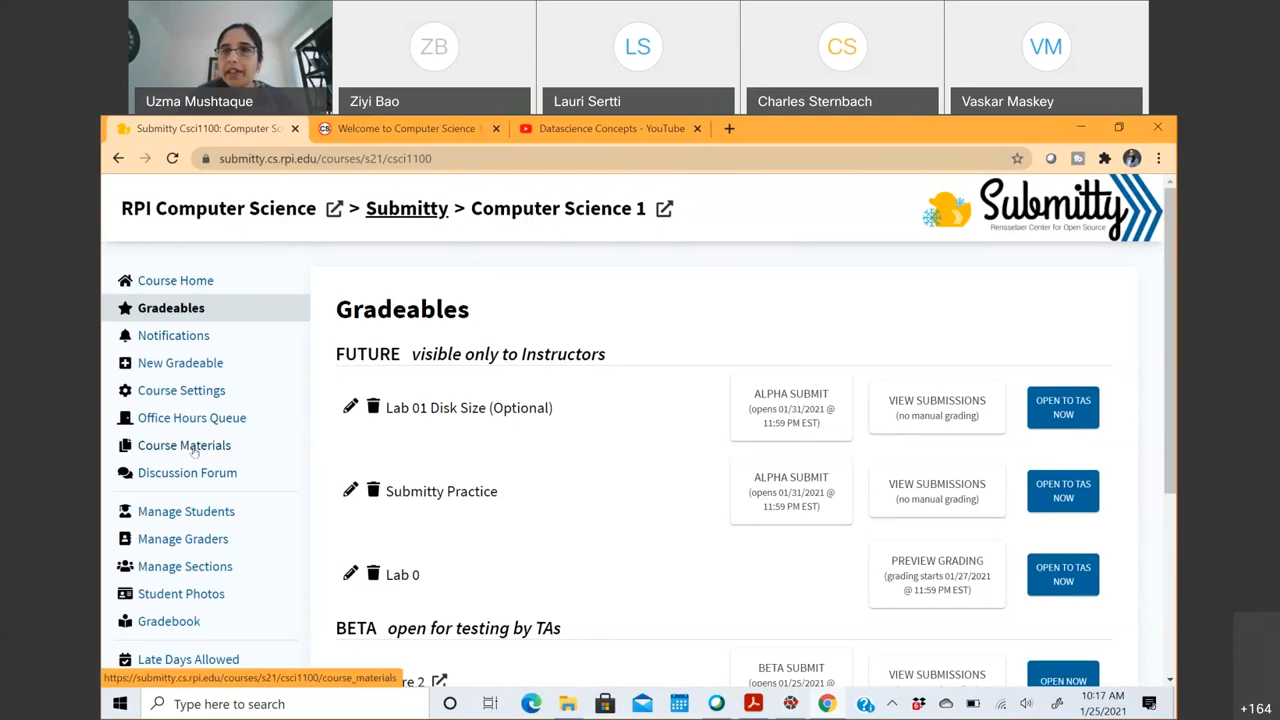 ZB
LS
CS
VM
Uzma Mushtaque
Ziyi Bao
Lauri Sertti
Charles Sternbach
Vaskar Maskey
Submitty Csci1100: Computer Sc
Welcome to Computer Science 1
Datascience Concepts - YouTube
submitty.cs.rpi.edu/courses/s21/csci1100
RPI Computer Science > Submitty > Computer Science 1
Submitty
Rensselaer Center for Open Source
Course Home
Gradeables
Notifications
New Gradeable
Course Settings
Office Hours Queue
Course Materials
Discussion Forum
Manage Students
Manage Graders
Manage Sections
Student Photos
Gradebook
Late Days Allowed
Gradeables
FUTURE visible only to Instructors
Lab 01 Disk Size (Optional)
ALPHA SUBMIT
(opens 01/31/2021 @
11:59 PM EST)
VIEW SUBMISSIONS
(no manual grading)
OPEN TO TAS
NOW
Submitty Practice
ALPHA SUBMIT
(opens 01/31/2021 @
11:59 PM EST)
VIEW SUBMISSIONS
(no manual grading)
OPEN TO TAS
NOW
Lab 0
PREVIEW GRADING
(grading starts 01/27/2021
@ 11:59 PM EST)
OPEN TO TAS
NOW
BETA open for testing by TAs
re 2
BETA SUBMIT
(opens 01/25/2021 @
VIEW SUBMISSIONS
OPEN NOW
https://submitty.cs.rpi.edu/courses/s21/csci1100/course_materials
Type here to search
10:17 AM
1/25/2021
+164